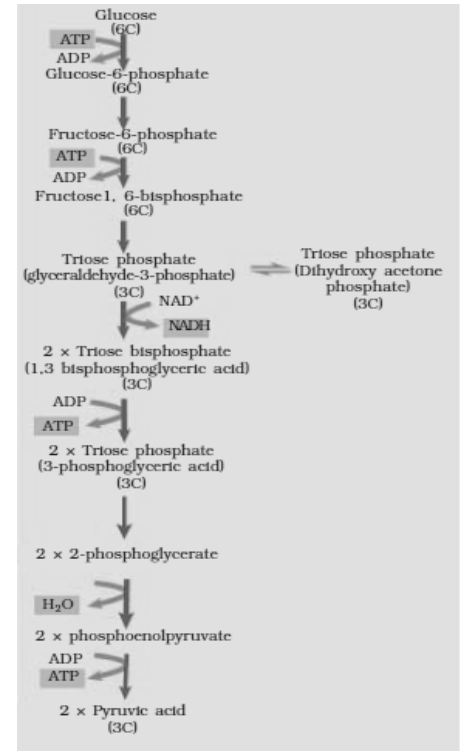 Glucose
(6C)
ATP
ADP
Glucose-6-phosphate
(6C)
Fructose-6-phosphate
(6C)
ATP
ADP
Fructose1, 6-bisphosphate
(6C)
Triose phosphate
(glyceraldehyde-3-phosphate)
(3C)
Triose phosphate
(Dihydroxy acetone
phosphate)
(3C)
NAD⁺
NADH
2 × Triose bisphosphate
(1,3 bisphosphoglyceric acid)
(3C)
ADP
ATP
2 × Triose phosphate
(3-phosphoglyceric acid)
(3C)
2 × 2-phosphoglycerate
H₂O
2 × phosphoenolpyruvate
ADP
ATP
2 × Pyruvic acid
(3C)